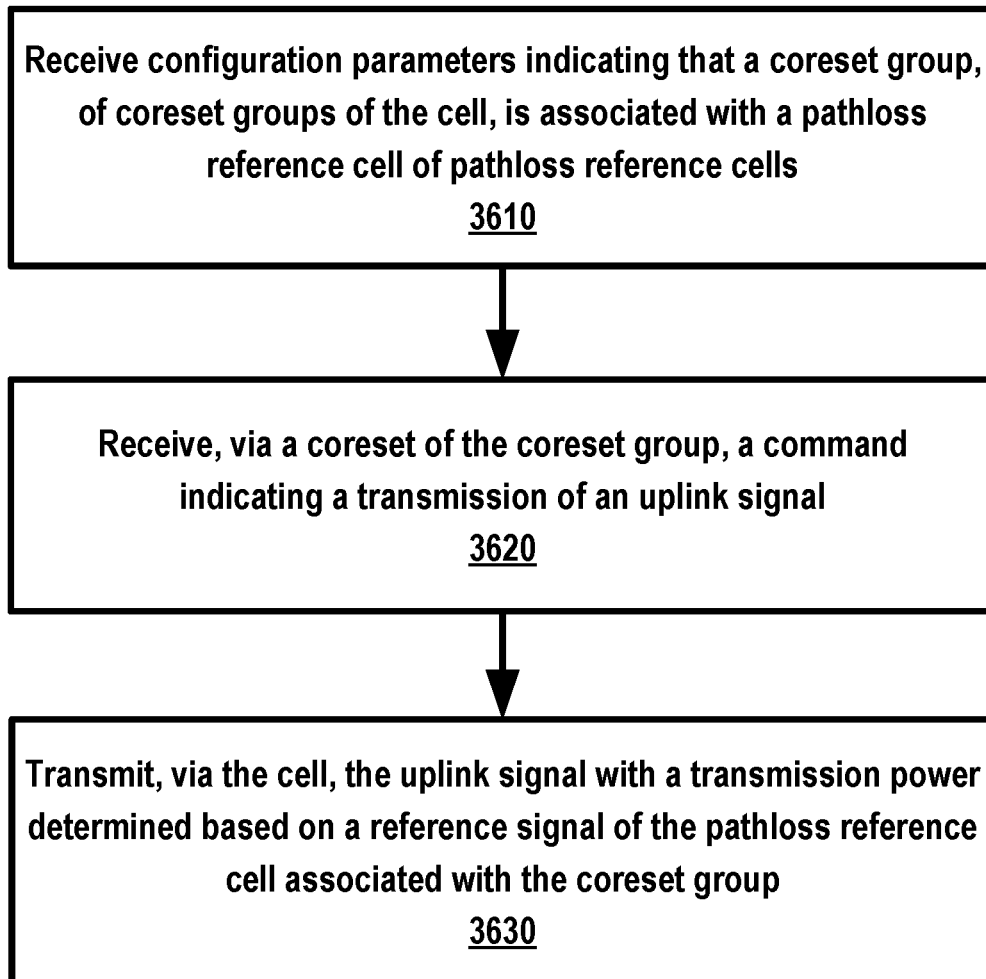 Receive configuration parameters indicating that a coreset group,
of coreset groups of the cell, is associated with a pathloss
reference cell of pathloss reference cells
3610
Receive, via a coreset of the coreset group, a command
indicating a transmission of an uplink signal
3620
Transmit, via the cell, the uplink signal with a transmission power
determined based on a reference signal of the pathloss reference
cell associated with the coreset group
3630